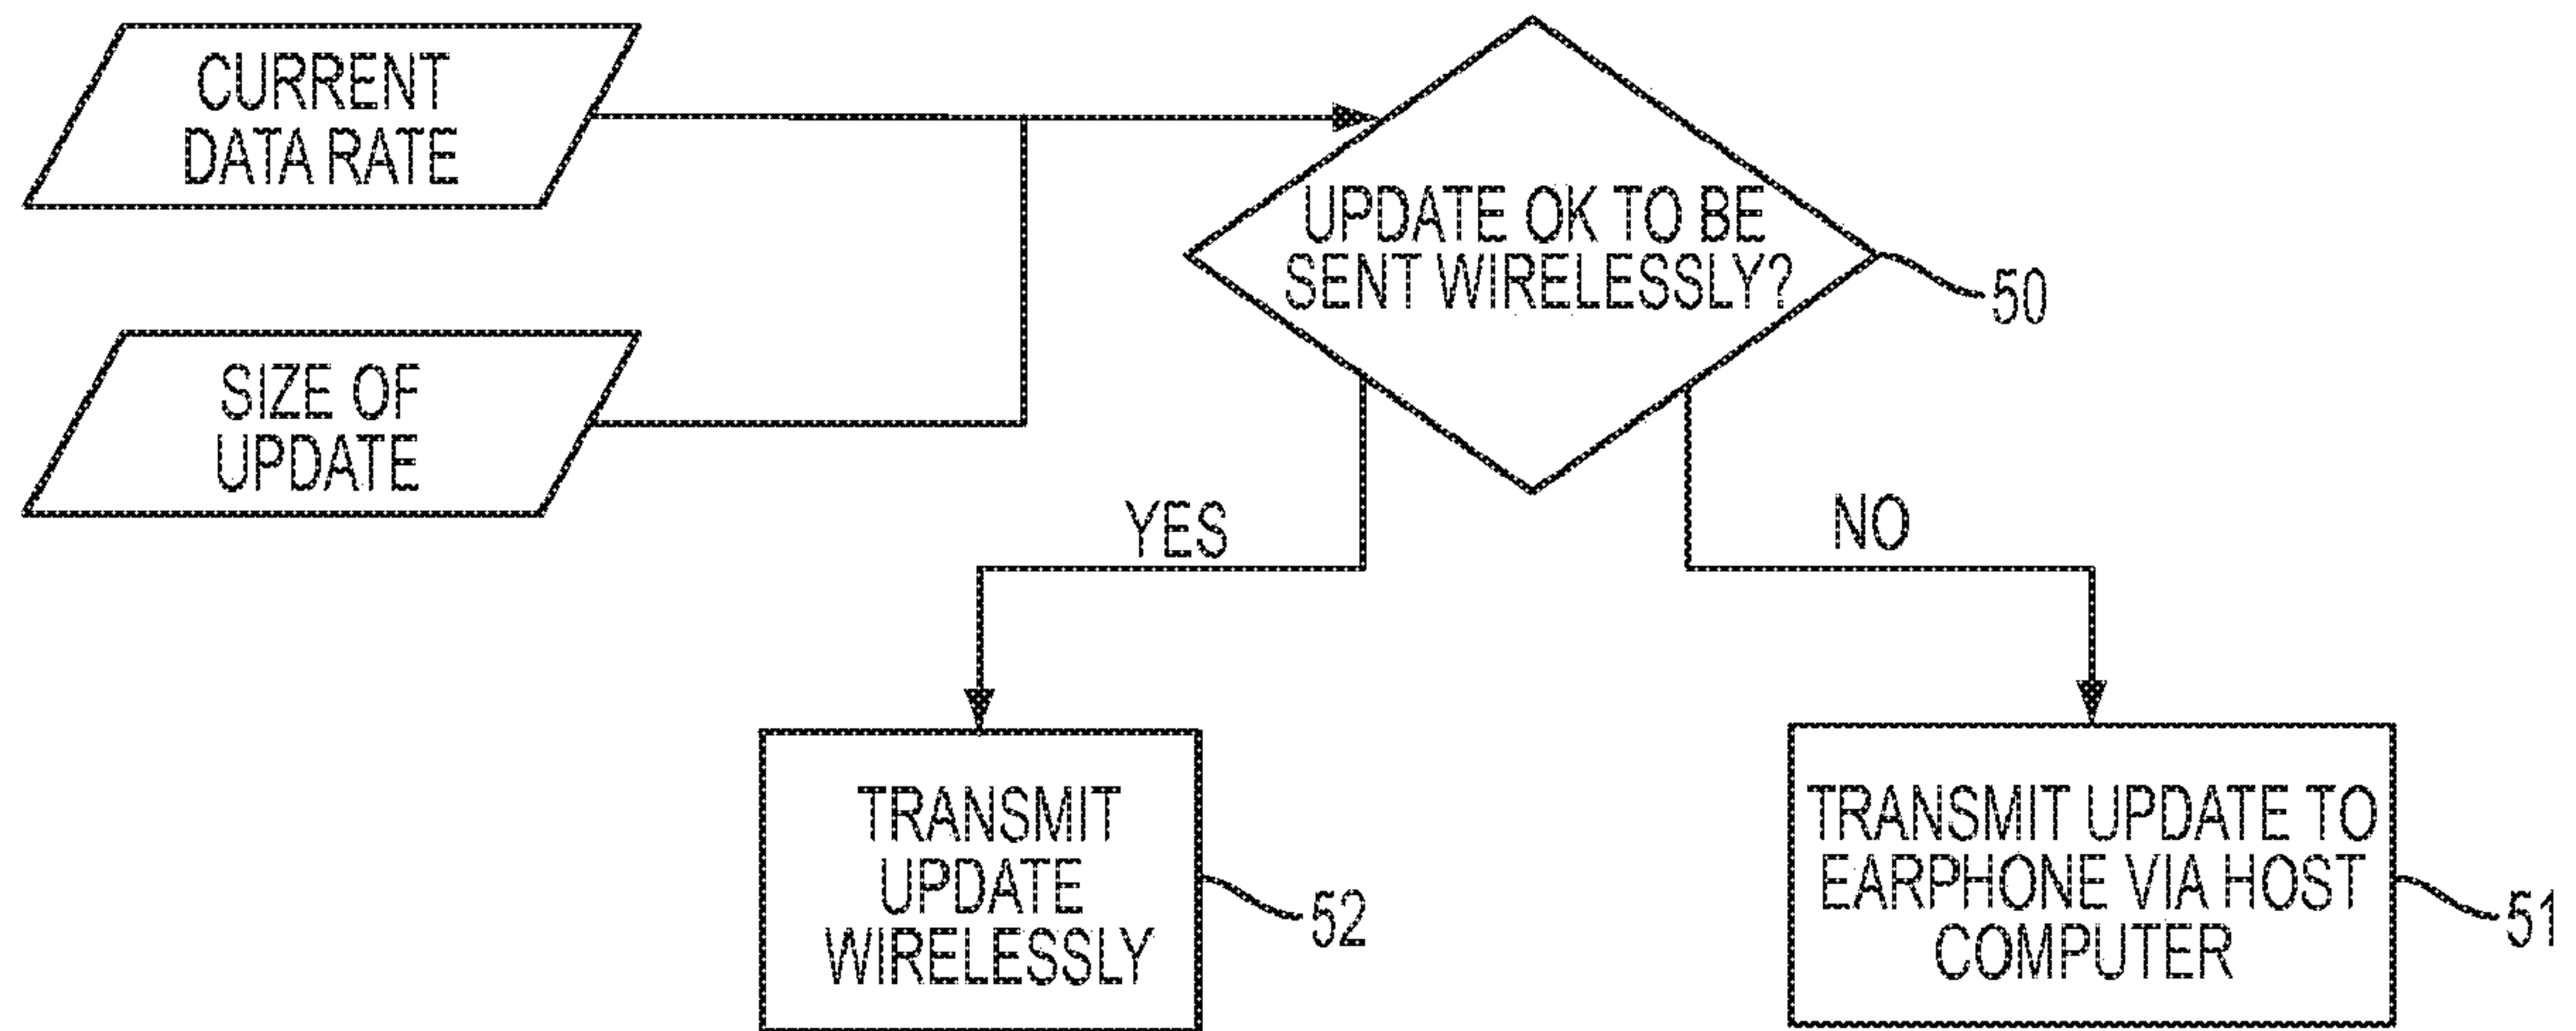 CURRENT
DATA RATE
UPDATE OK TO BE
SENT WIRELESSLY?
50
SIZE OF
UPDATE
YES
NO
TRANSMIT
UPDATE
WIRELESSLY
52
TRANSMIT UPDATE TO
EARPHONE VIA HOST
COMPUTER
51